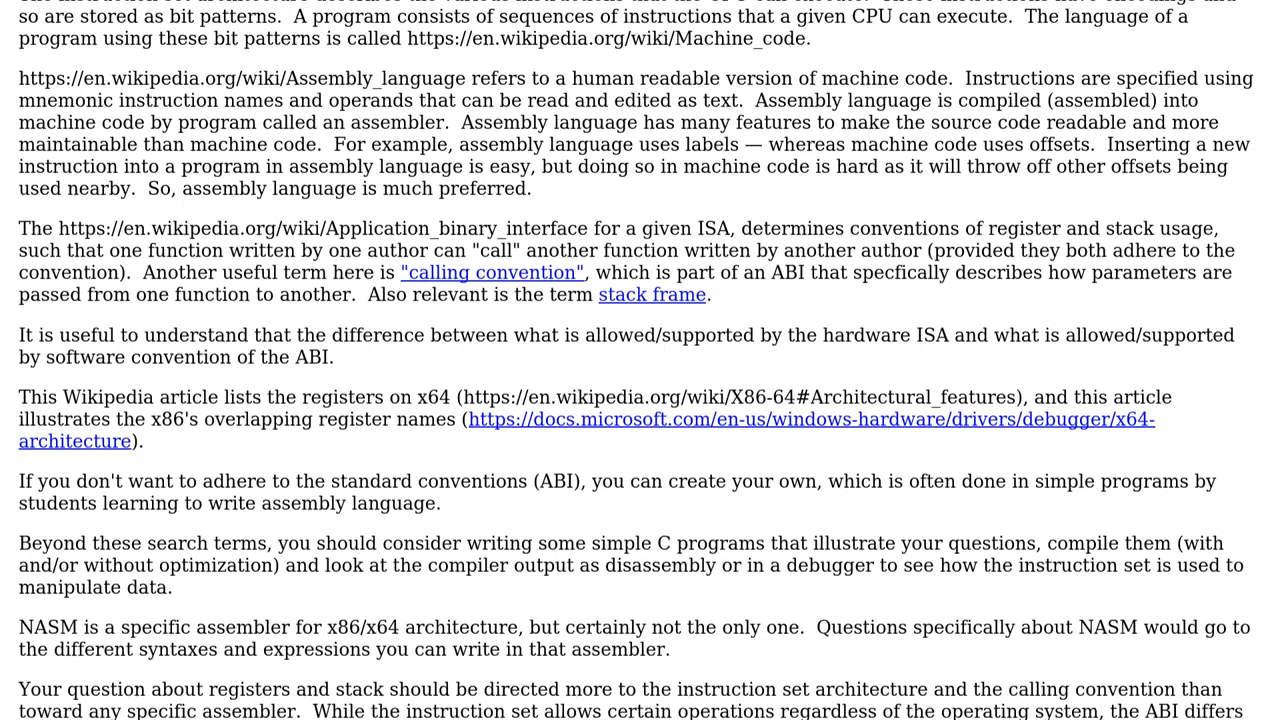 so are stored as bit patterns.  A program consists of sequences of instructions that a given CPU can execute.  The language of a
program using these bit patterns is called https://en.wikipedia.org/wiki/Machine_code.
https://en.wikipedia.org/wiki/Assembly_language refers to a human readable version of machine code.  Instructions are specified using
mnemonic instruction names and operands that can be read and edited as text.  Assembly language is compiled (assembled) into
machine code by program called an assembler.  Assembly language has many features to make the source code readable and more
maintainable than machine code.  For example, assembly language uses labels — whereas machine code uses offsets.  Inserting a new
instruction into a program in assembly language is easy, but doing so in machine code is hard as it will throw off other offsets being
used nearby.  So, assembly language is much preferred.
The https://en.wikipedia.org/wiki/Application_binary_interface for a given ISA, determines conventions of register and stack usage,
such that one function written by one author can "call" another function written by another author (provided they both adhere to the
convention).  Another useful term here is "calling convention", which is part of an ABI that specfically describes how parameters are
passed from one function to another.  Also relevant is the term stack frame.
It is useful to understand that the difference between what is allowed/supported by the hardware ISA and what is allowed/supported
by software convention of the ABI.
This Wikipedia article lists the registers on x64 (https://en.wikipedia.org/wiki/X86-64#Architectural_features), and this article
illustrates the x86's overlapping register names (https://docs.microsoft.com/en-us/windows-hardware/drivers/debugger/x64-
architecture).
If you don't want to adhere to the standard conventions (ABI), you can create your own, which is often done in simple programs by
students learning to write assembly language.
Beyond these search terms, you should consider writing some simple C programs that illustrate your questions, compile them (with
and/or without optimization) and look at the compiler output as disassembly or in a debugger to see how the instruction set is used to
manipulate data.
NASM is a specific assembler for x86/x64 architecture, but certainly not the only one.  Questions specifically about NASM would go to
the different syntaxes and expressions you can write in that assembler.
Your question about registers and stack should be directed more to the instruction set architecture and the calling convention than
toward any specific assembler.  While the instruction set allows certain operations regardless of the operating system, the ABI differs